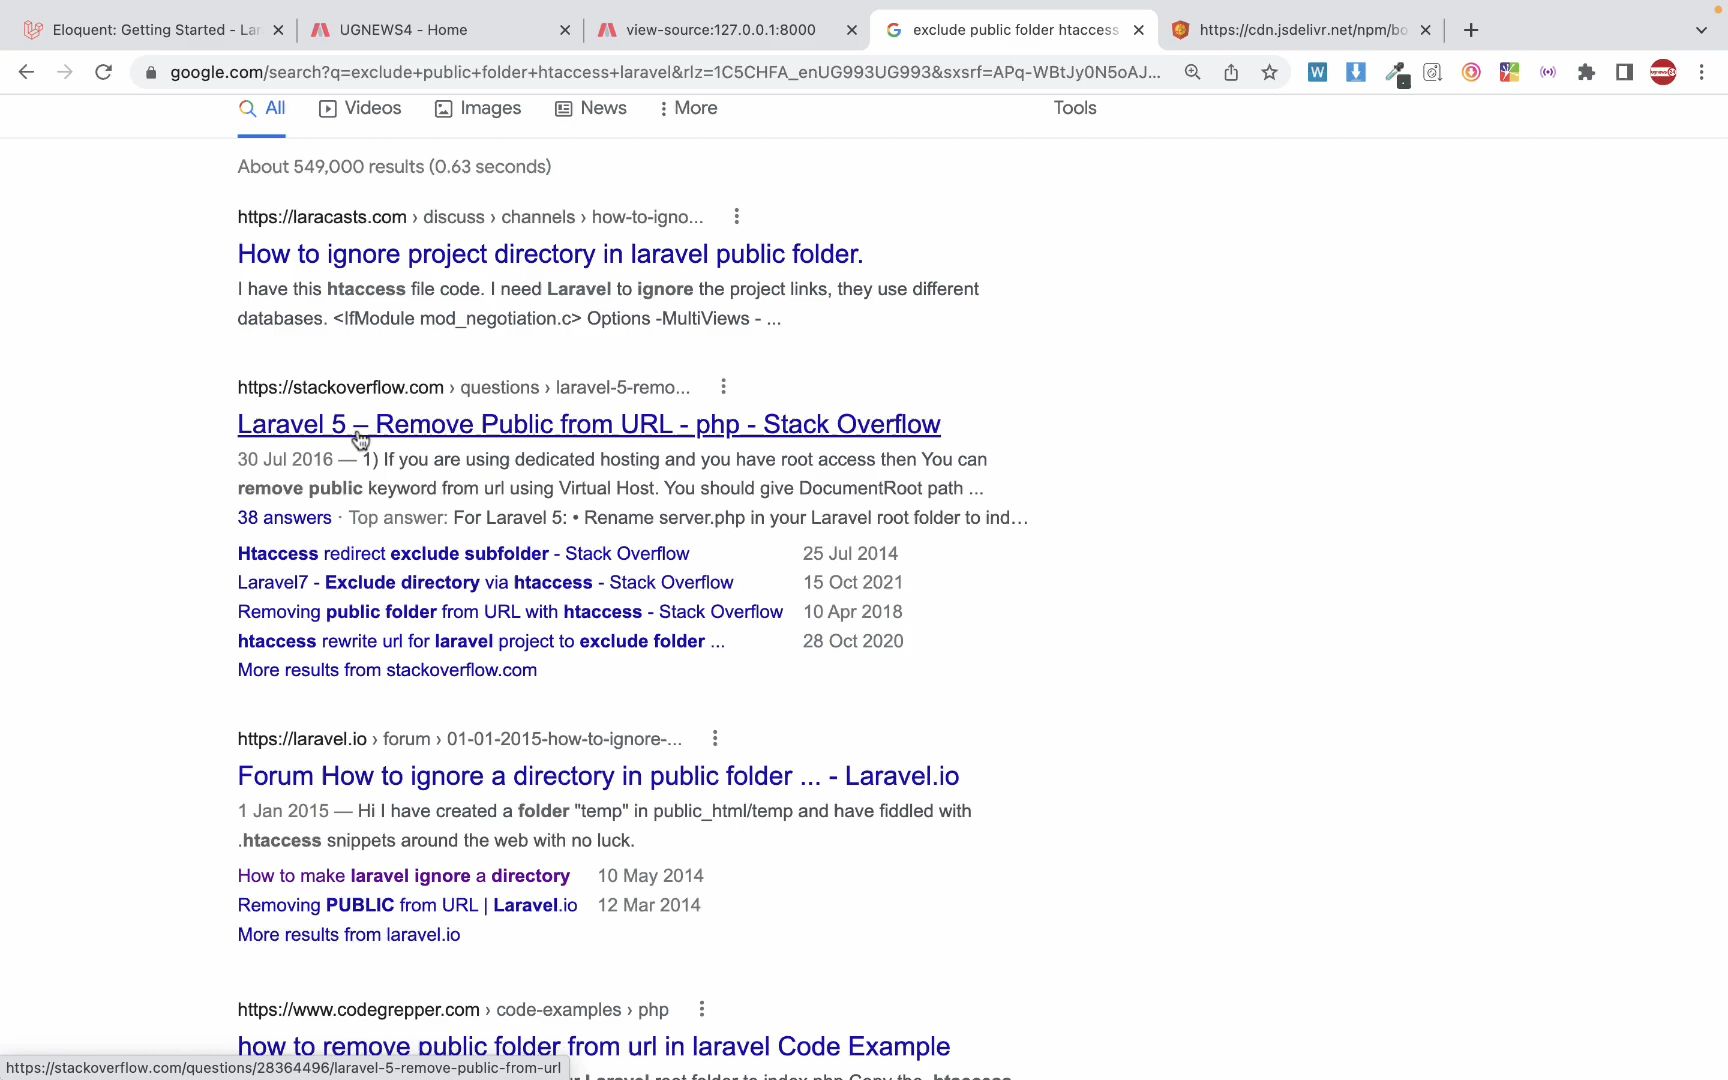 Eloquent: Getting Started - Lar
UGNEWS4 - Home
view-source:127.0.0.1:8000
exclude public folder htaccess
https://cdn.jsdelivr.net/npm/bo
google.com/search?q=exclude+public+folder+htaccess+laravel&rlz=1C5CHFA_enUG993UG993&sxsrf=APq-WBtJy0N5oAJ...
All
Videos
Images
News
More
Tools
About 549,000 results (0.63 seconds)
https://laracasts.com › discuss › channels › how-to-igno...
How to ignore project directory in laravel public folder.
I have this htaccess file code. I need Laravel to ignore the project links, they use different
databases. <IfModule mod_negotiation.c> Options -MultiViews - ...
https://stackoverflow.com › questions › laravel-5-remo...
Laravel 5 – Remove Public from URL - php - Stack Overflow
30 Jul 2016 — 1) If you are using dedicated hosting and you have root access then You can
remove public keyword from url using Virtual Host. You should give DocumentRoot path ...
38 answers · Top answer: For Laravel 5: • Rename server.php in your Laravel root folder to ind...
Htaccess redirect exclude subfolder - Stack Overflow 25 Jul 2014
Laravel7 - Exclude directory via htaccess - Stack Overflow 15 Oct 2021
Removing public folder from URL with htaccess - Stack Overflow 10 Apr 2018
htaccess rewrite url for laravel project to exclude folder ... 28 Oct 2020
More results from stackoverflow.com
https://laravel.io › forum › 01-01-2015-how-to-ignore-...
Forum How to ignore a directory in public folder ... - Laravel.io
1 Jan 2015 — Hi I have created a folder "temp" in public_html/temp and have fiddled with
.htaccess snippets around the web with no luck.
How to make laravel ignore a directory 10 May 2014
Removing PUBLIC from URL | Laravel.io 12 Mar 2014
More results from laravel.io
https://www.codegrepper.com › code-examples › php
how to remove public folder from url in laravel Code Example
https://stackoverflow.com/questions/28364496/laravel-5-remove-public-from-url
Laravel root folder to index.php Copy the .htaccess